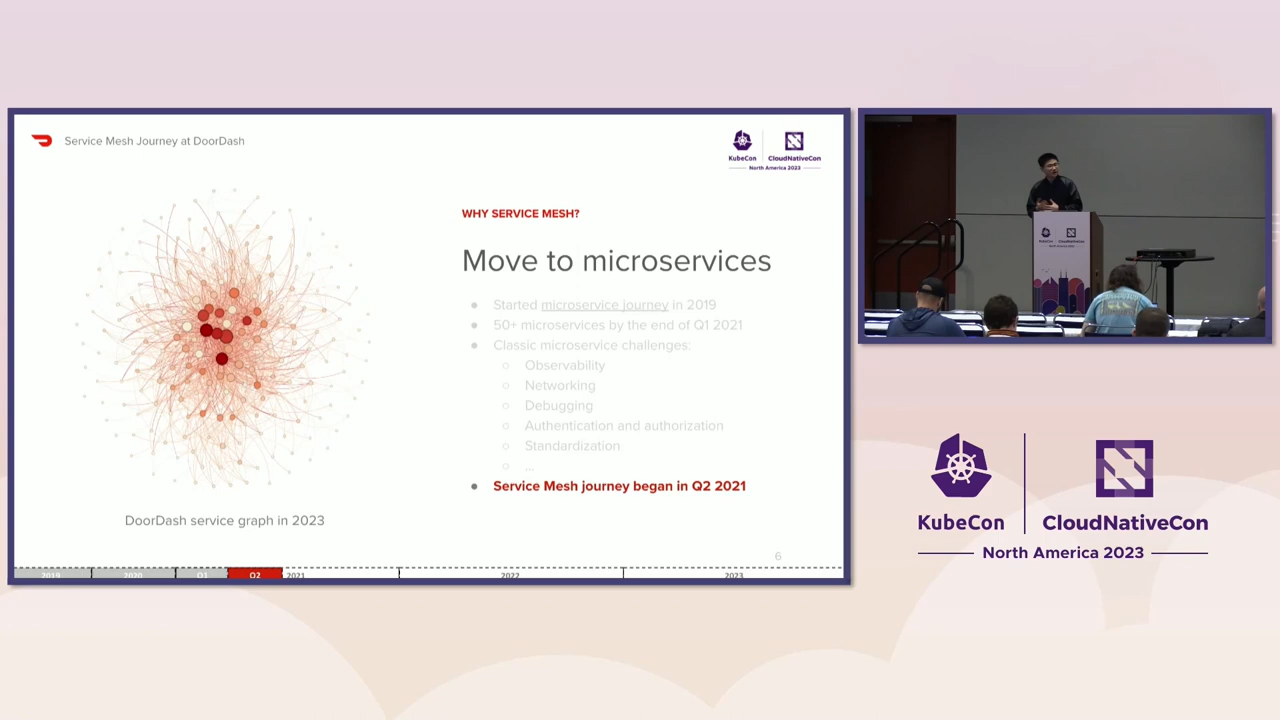 Service Mesh Journey at DoorDash
KubeCon
CloudNativeCon
North America 2023
WHY SERVICE MESH?
Move to microservices
● Started microservice journey in 2019
● 50+ microservices by the end of Q1 2021
● Classic microservice challenges:
○ Observability
○ Networking
○ Debugging
○ Authentication and authorization
○ Standardization
○ ...
● Service Mesh journey began in Q2 2021
DoorDash service graph in 2023
6
2019 2020 Q1 Q2 2021 2022 2023
KubeCon
CloudNativeCon
North America 2023